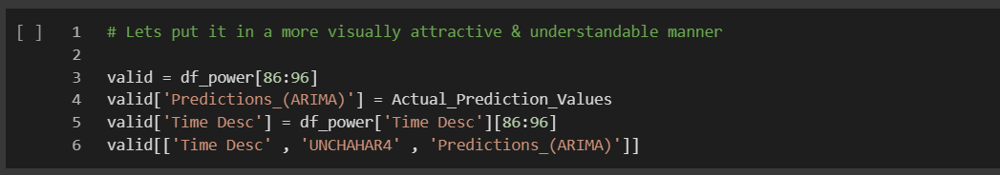 [ ] 1 # Lets put it in a more visually attractive & understandable manner
2
3 valid = df_power[86:96]
4 valid['Predictions_(ARIMA)'] = Actual_Prediction_Values
5 valid['Time Desc'] = df_power['Time Desc'][86:96]
6 valid[['Time Desc' , 'UNCHAHAR4' , 'Predictions_(ARIMA)']]